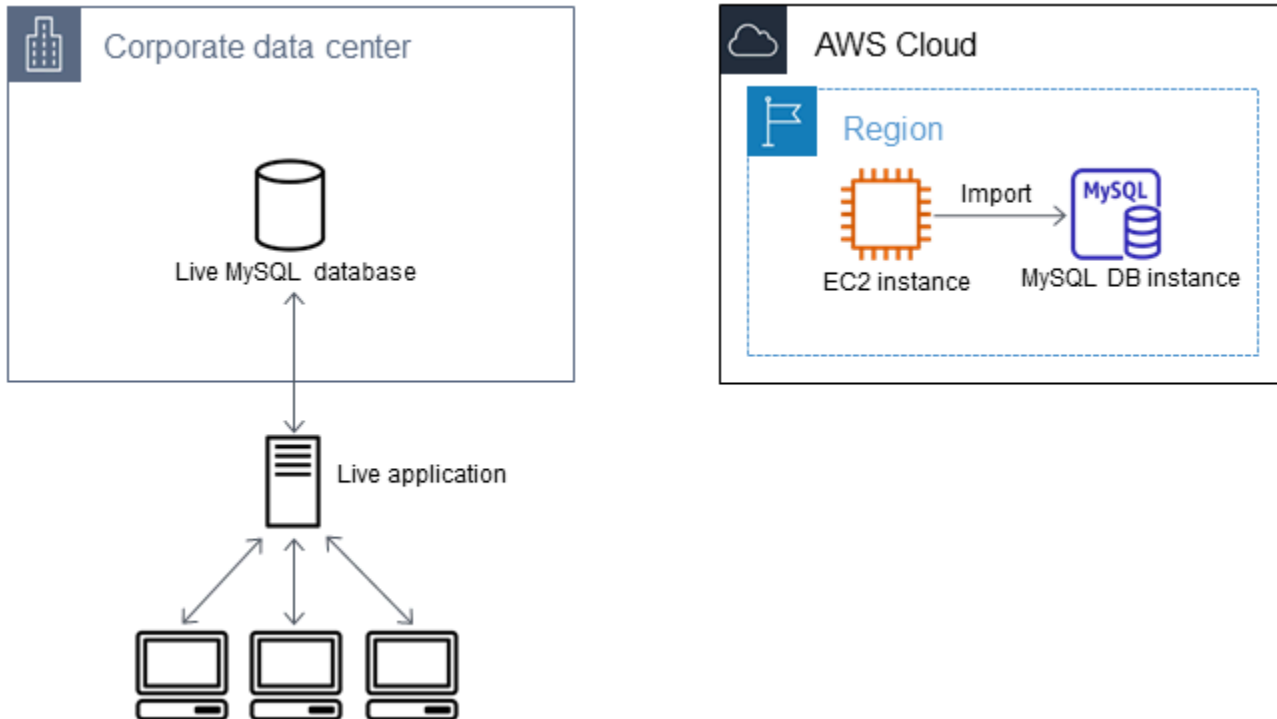 Corporate data center
Live MySQL database
Live application
AWS Cloud
Region
Import
MySQL
EC2 instance
MySQL DB instance